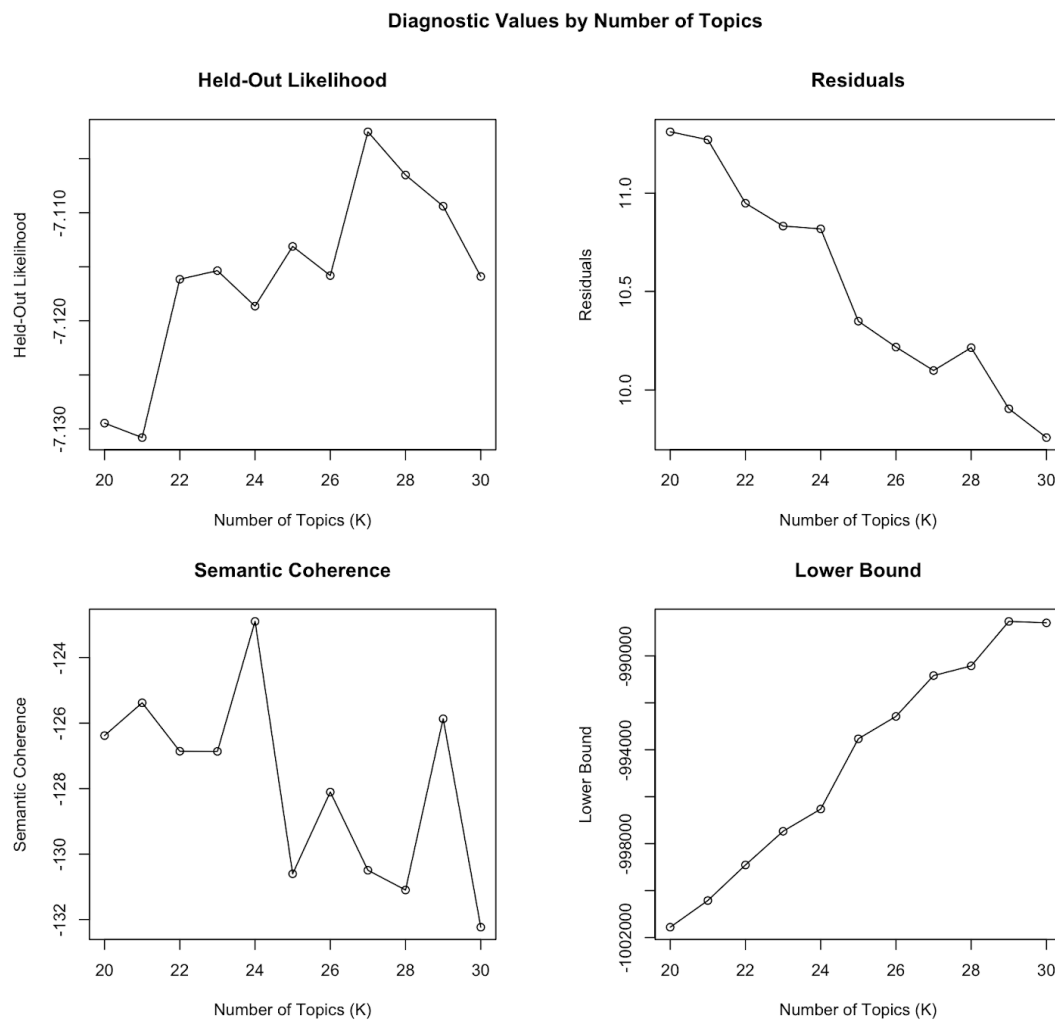 Diagnostic Values by Number of Topics
Held-Out Likelihood
Held-Out Likelihood
-7.110
-7.120
-7.130
20 22 24 26 28 30
Number of Topics (K)
Residuals
Residuals
11.0
10.5
10.0
20 22 24 26 28 30
Number of Topics (K)
Semantic Coherence
Semantic Coherence
-124
-126
-128
-130
-132
20 22 24 26 28 30
Number of Topics (K)
Lower Bound
Lower Bound
-990000
-994000
-998000
-1002000
20 22 24 26 28 30
Number of Topics (K)